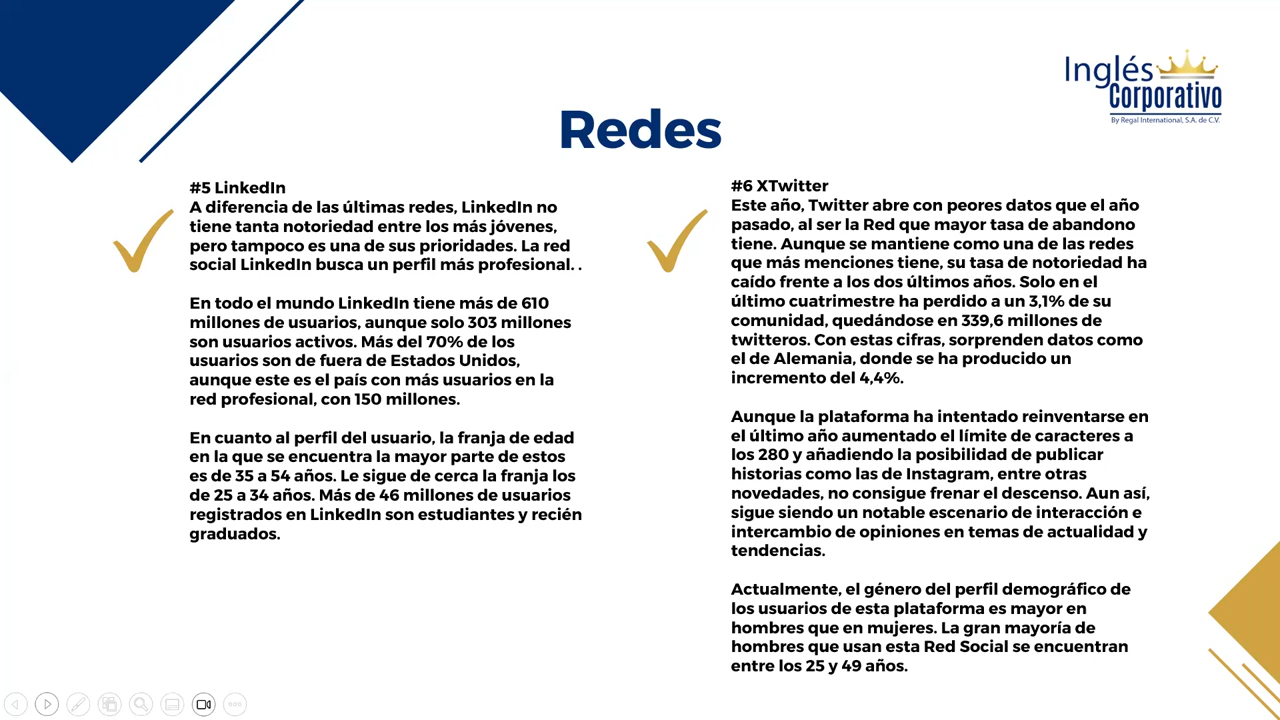 Inglés
Corporativo
By Regal International, S.A. de C.V.
Redes
#5 LinkedIn
A diferencia de las últimas redes, LinkedIn no
tiene tanta notoriedad entre los más jóvenes,
pero tampoco es una de sus prioridades. La red
social LinkedIn busca un perfil más profesional. .
En todo el mundo LinkedIn tiene más de 610
millones de usuarios, aunque solo 303 millones
son usuarios activos. Más del 70% de los
usuarios son de fuera de Estados Unidos,
aunque este es el país con más usuarios en la
red profesional, con 150 millones.
En cuanto al perfil del usuario, la franja de edad
en la que se encuentra la mayor parte de estos
es de 35 a 54 años. Le sigue de cerca la franja los
de 25 a 34 años. Más de 46 millones de usuarios
registrados en LinkedIn son estudiantes y recién
graduados.
#6 XTwitter
Este año, Twitter abre con peores datos que el año
pasado, al ser la Red que mayor tasa de abandono
tiene. Aunque se mantiene como una de las redes
que más menciones tiene, su tasa de notoriedad ha
caído frente a los dos últimos años. Solo en el
último cuatrimestre ha perdido a un 3,1% de su
comunidad, quedándose en 339,6 millones de
twitteros. Con estas cifras, sorprenden datos como
el de Alemania, donde se ha producido un
incremento del 4,4%.
Aunque la plataforma ha intentado reinventarse en
el último año aumentado el límite de caracteres a
los 280 y añadiendo la posibilidad de publicar
historias como las de Instagram, entre otras
novedades, no consigue frenar el descenso. Aun así,
sigue siendo un notable escenario de interacción e
intercambio de opiniones en temas de actualidad y
tendencias.
Actualmente, el género del perfil demográfico de
los usuarios de esta plataforma es mayor en
hombres que en mujeres. La gran mayoría de
hombres que usan esta Red Social se encuentran
entre los 25 y 49 años.